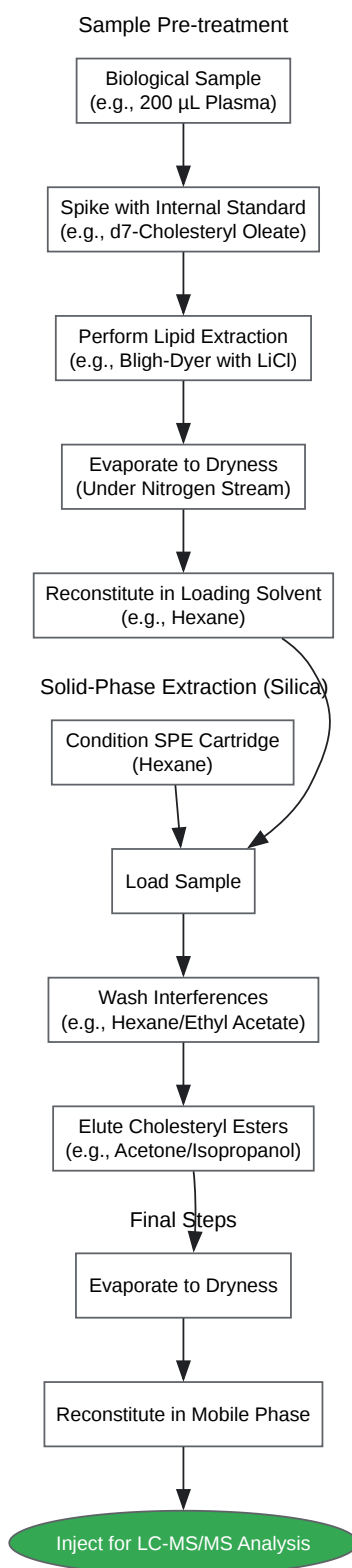 Sample Pre-treatment
Biological Sample
(e.g., 200 µL Plasma)
Spike with Internal Standard
(e.g., d7-Cholesteryl Oleate)
Perform Lipid Extraction
(e.g., Bligh-Dyer with LiCl)
Evaporate to Dryness
(Under Nitrogen Stream)
Reconstitute in Loading Solvent
(e.g., Hexane)
Solid-Phase Extraction (Silica)
Condition SPE Cartridge
(Hexane)
Load Sample
Wash Interferences
(e.g., Hexane/Ethyl Acetate)
Elute Cholesteryl Esters
(e.g., Acetone/Isopropanol)
Final Steps
Evaporate to Dryness
Reconstitute in Mobile Phase
Inject for LC-MS/MS Analysis